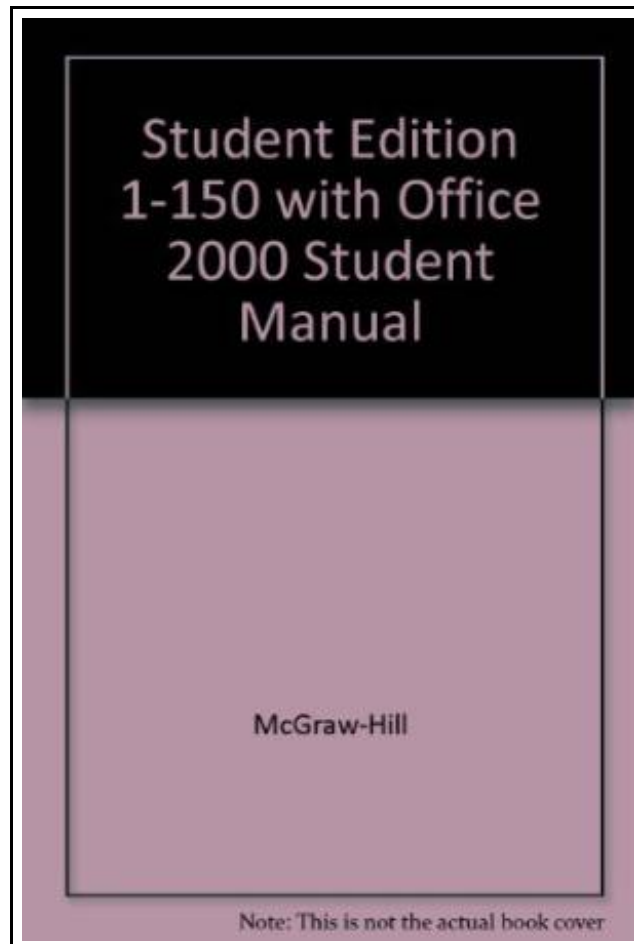 Student Edition
1-150 with Office
2000 Student
Manual
McGraw-Hill
Note: This is not the actual book cover